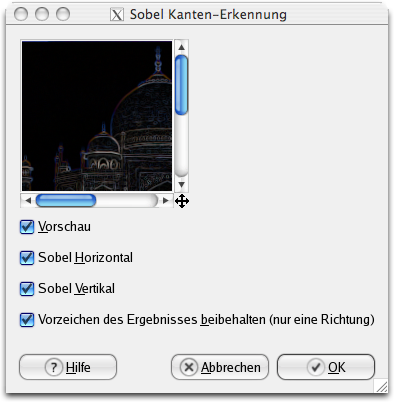 Sobel Kanten-Erkennung
Vorschau
Sobel Horizontal
Sobel Vertikal
Vorzeichen des Ergebnisses beibehalten (nur eine Richtung)
Hilfe
Abbrechen
OK